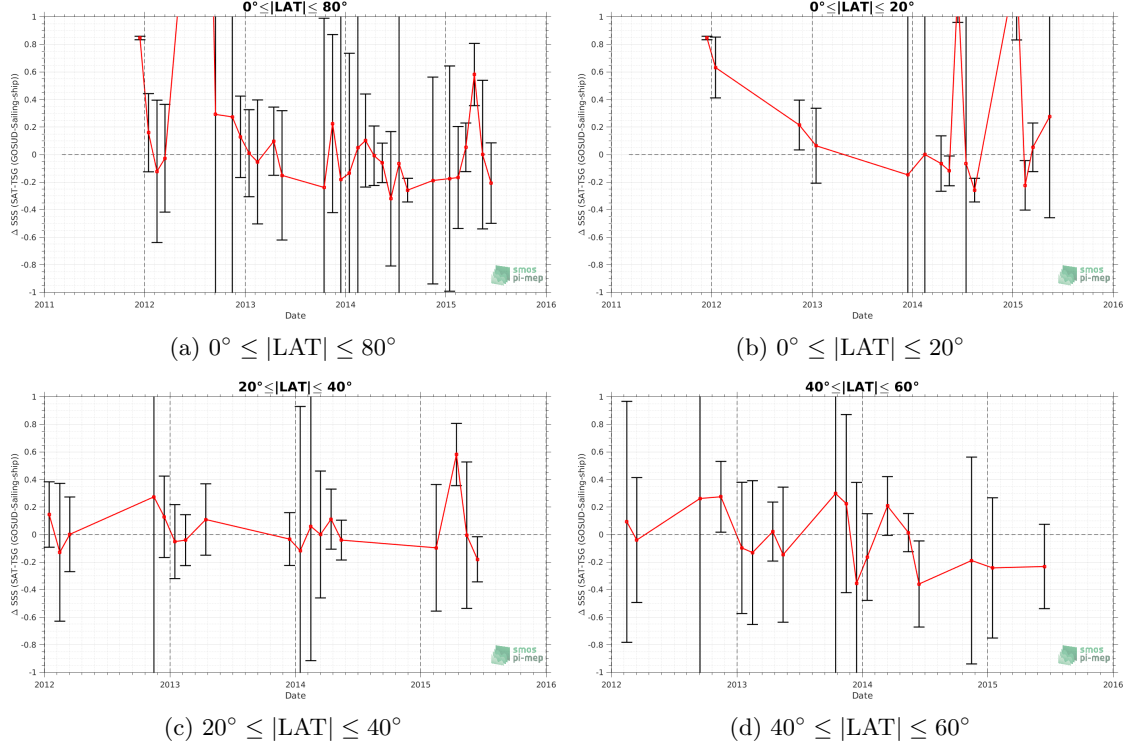 0°≤|LAT|≤ 80°
Δ SSS (SAT-TSG (GOSUD-Sailing-ship))
1
0.8
0.6
0.4
0.2
0
-0.2
-0.4
-0.6
-0.8
-1
2011 2012 2013 2014 2015 2016
Date
smos
pi-mep
(a) 0° ≤ |LAT| ≤ 80°
0°≤|LAT|≤ 20°
Δ SSS (SAT-TSG (GOSUD-Sailing-ship))
1
0.8
0.6
0.4
0.2
0
-0.2
-0.4
-0.6
-0.8
-1
2011 2012 2013 2014 2015 2016
Date
smos
pi-mep
(b) 0° ≤ |LAT| ≤ 20°
20°≤|LAT|≤ 40°
Δ SSS (SAT-TSG (GOSUD-Sailing-ship))
1
0.8
0.6
0.4
0.2
0
-0.2
-0.4
-0.6
-0.8
-1
2012 2013 2014 2015 2016
Date
smos
pi-mep
(c) 20° ≤ |LAT| ≤ 40°
40°≤|LAT|≤ 60°
Δ SSS (SAT-TSG (GOSUD-Sailing-ship))
1
0.8
0.6
0.4
0.2
0
-0.2
-0.4
-0.6
-0.8
-1
2012 2013 2014 2015 2016
Date
smos
pi-mep
(d) 40° ≤ |LAT| ≤ 60°